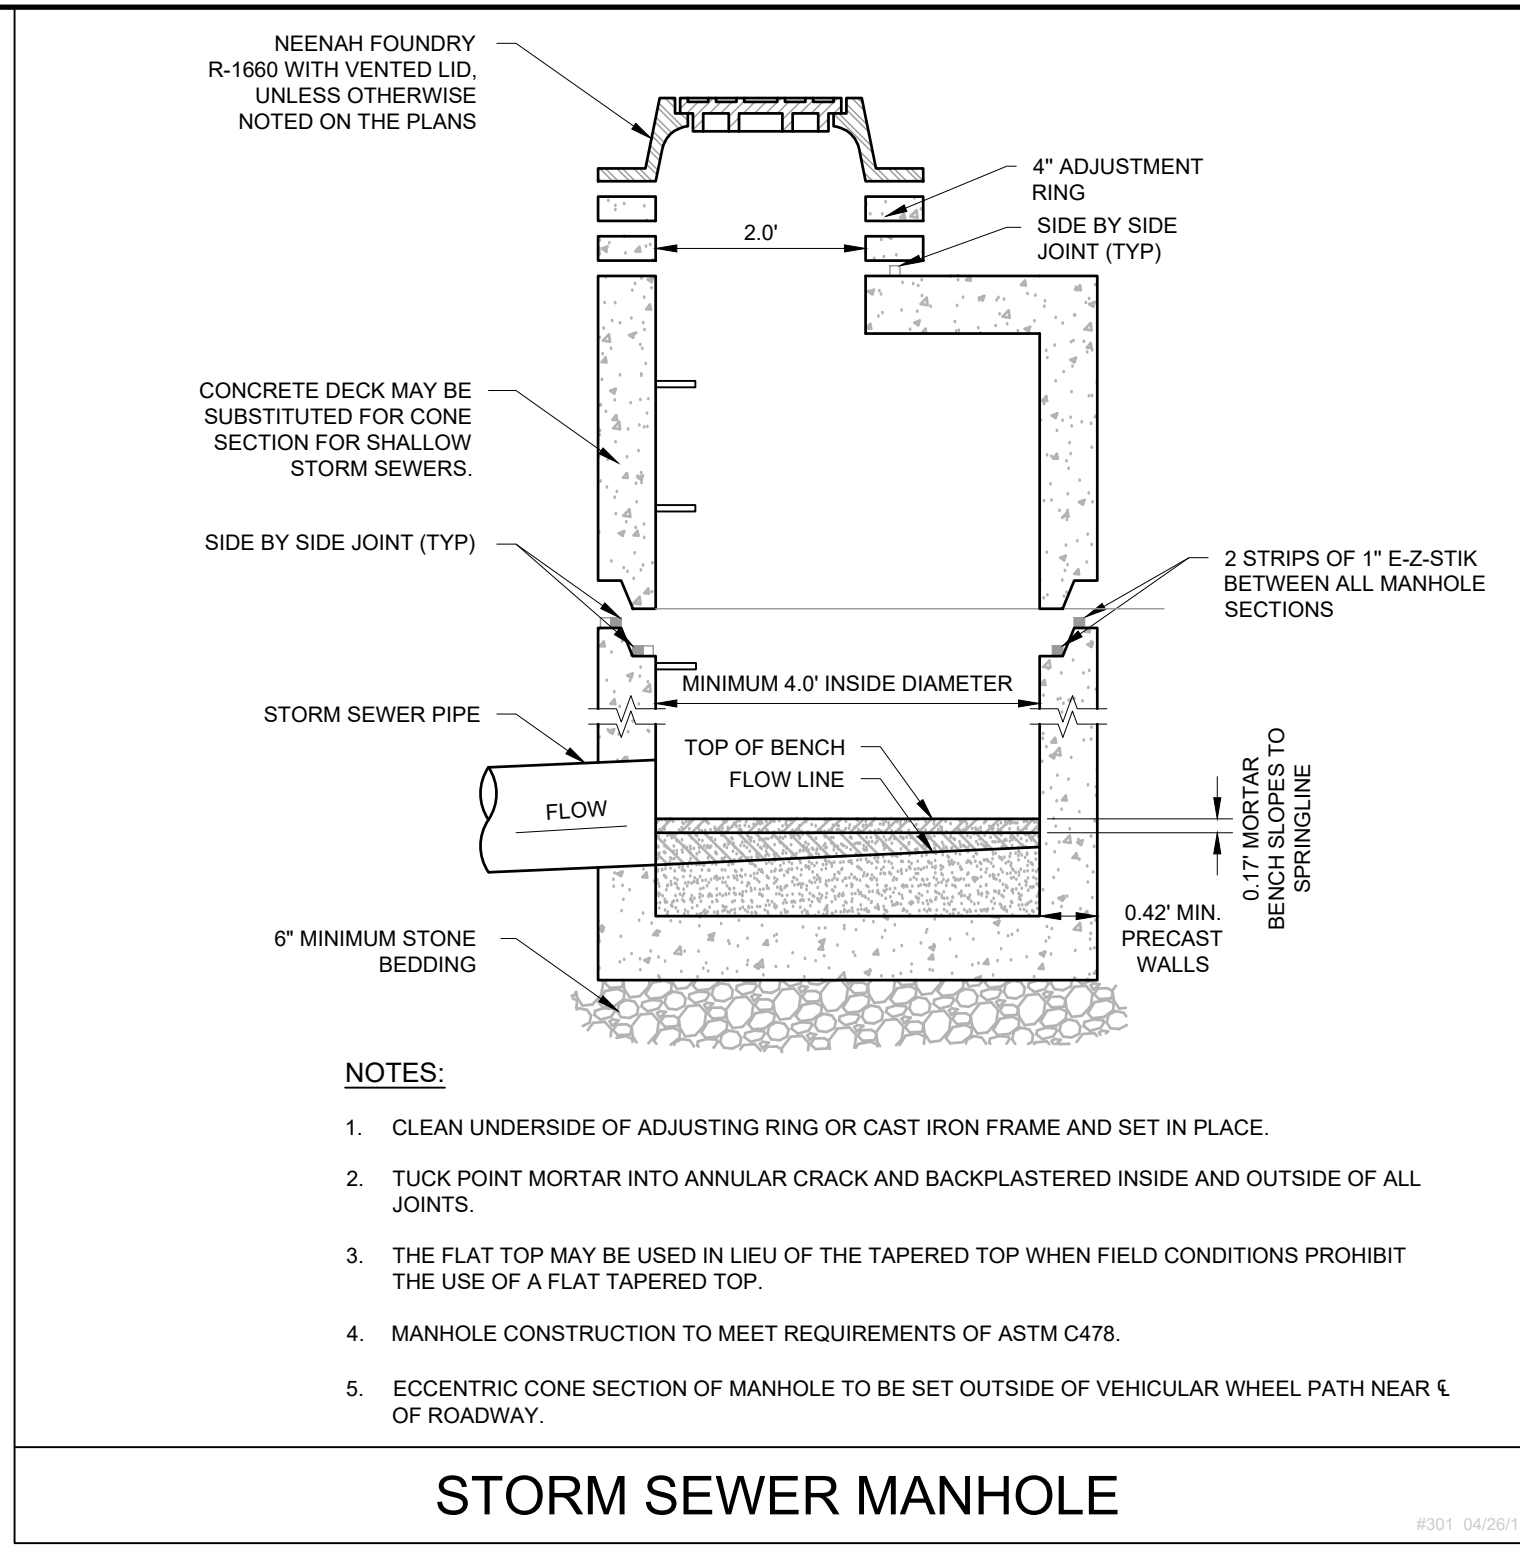 NEENAH FOUNDRY
R-1660 WITH VENTED LID,
UNLESS OTHERWISE
NOTED ON THE PLANS
4" ADJUSTMENT
RING
SIDE BY SIDE
JOINT (TYP)
2.0'
CONCRETE DECK MAY BE
SUBSTITUTED FOR CONE
SECTION FOR SHALLOW
STORM SEWERS.
SIDE BY SIDE JOINT (TYP)
2 STRIPS OF 1" E-Z-STIK
BETWEEN ALL MANHOLE
SECTIONS
MINIMUM 4.0' INSIDE DIAMETER
STORM SEWER PIPE
TOP OF BENCH
FLOW LINE
FLOW
0.17' MORTAR
BENCH SLOPES TO
SPRINGLINE
0.42' MIN.
PRECAST
WALLS
6" MINIMUM STONE
BEDDING
NOTES:
1. CLEAN UNDERSIDE OF ADJUSTING RING OR CAST IRON FRAME AND SET IN PLACE.
2. TUCK POINT MORTAR INTO ANNULAR CRACK AND BACKPLASTERED INSIDE AND OUTSIDE OF ALL
JOINTS.
3. THE FLAT TOP MAY BE USED IN LIEU OF THE TAPERED TOP WHEN FIELD CONDITIONS PROHIBIT
THE USE OF A FLAT TAPERED TOP.
4. MANHOLE CONSTRUCTION TO MEET REQUIREMENTS OF ASTM C478.
5. ECCENTRIC CONE SECTION OF MANHOLE TO BE SET OUTSIDE OF VEHICULAR WHEEL PATH NEAR ℄
OF ROADWAY.
STORM SEWER MANHOLE
#301 04/26/1